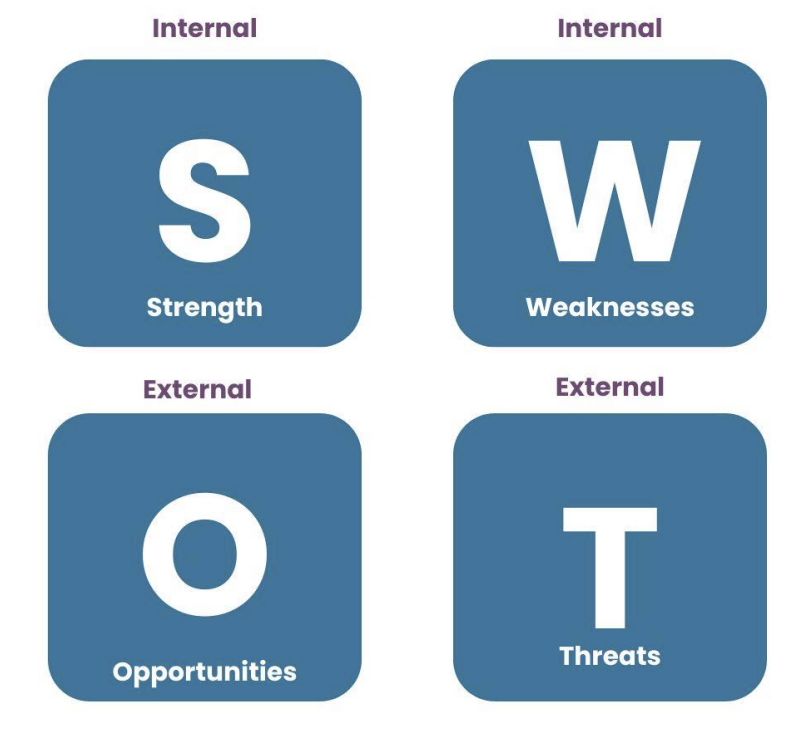 Internal
Internal
S
Strength
W
Weaknesses
External
External
O
Opportunities
T
Threats